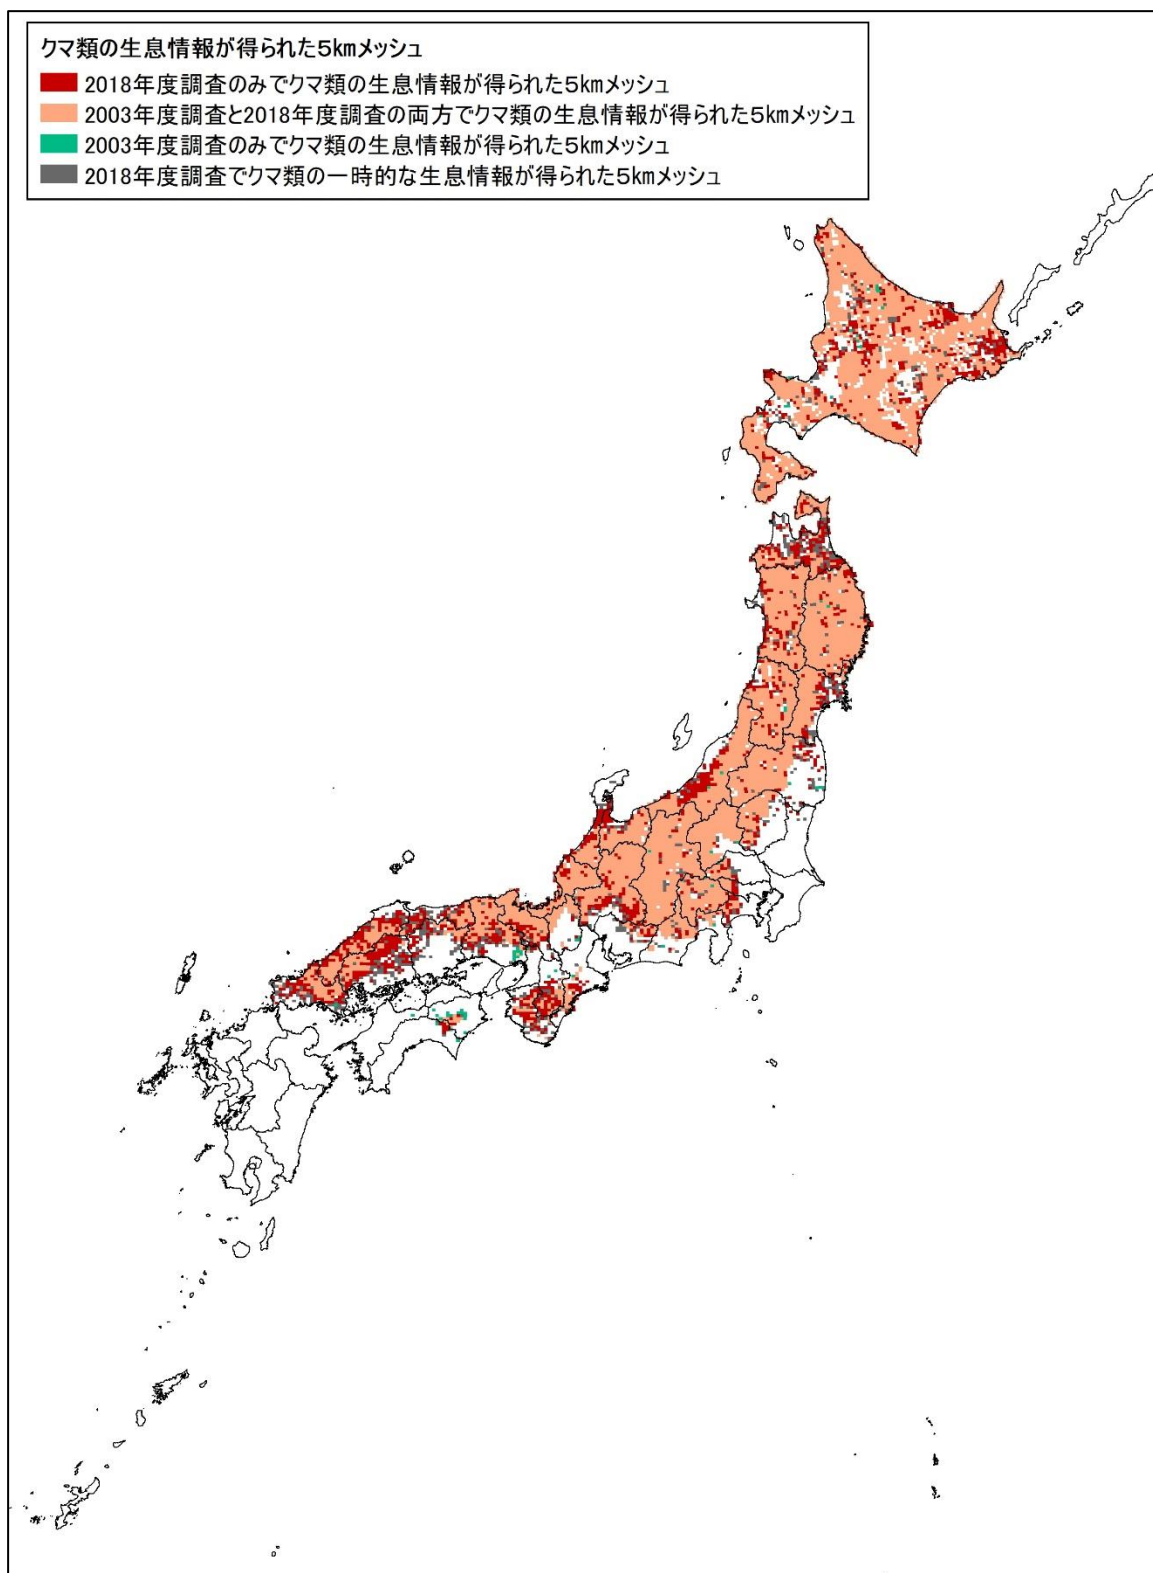 クマ類の生息情報が得られた5kmメッシュ
2018年度調査のみでクマ類の生息情報が得られた5kmメッシュ
2003年度調査と2018年度調査の両方でクマ類の生息情報が得られた5kmメッシュ
2003年度調査のみでクマ類の生息情報が得られた5kmメッシュ
2018年度調査でクマ類の一時的な生息情報が得られた5kmメッシュ